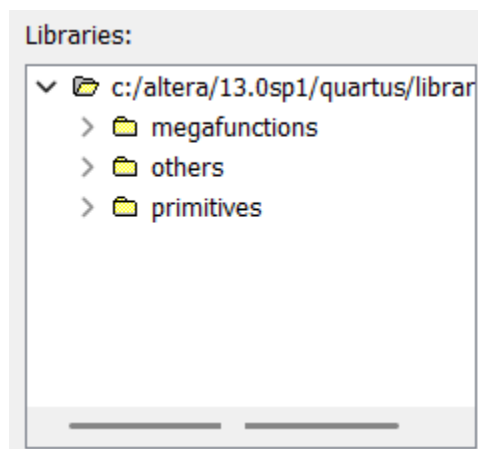 Libraries:
c:/altera/13.0sp1/quartus/librar
megafunctions
others
primitives